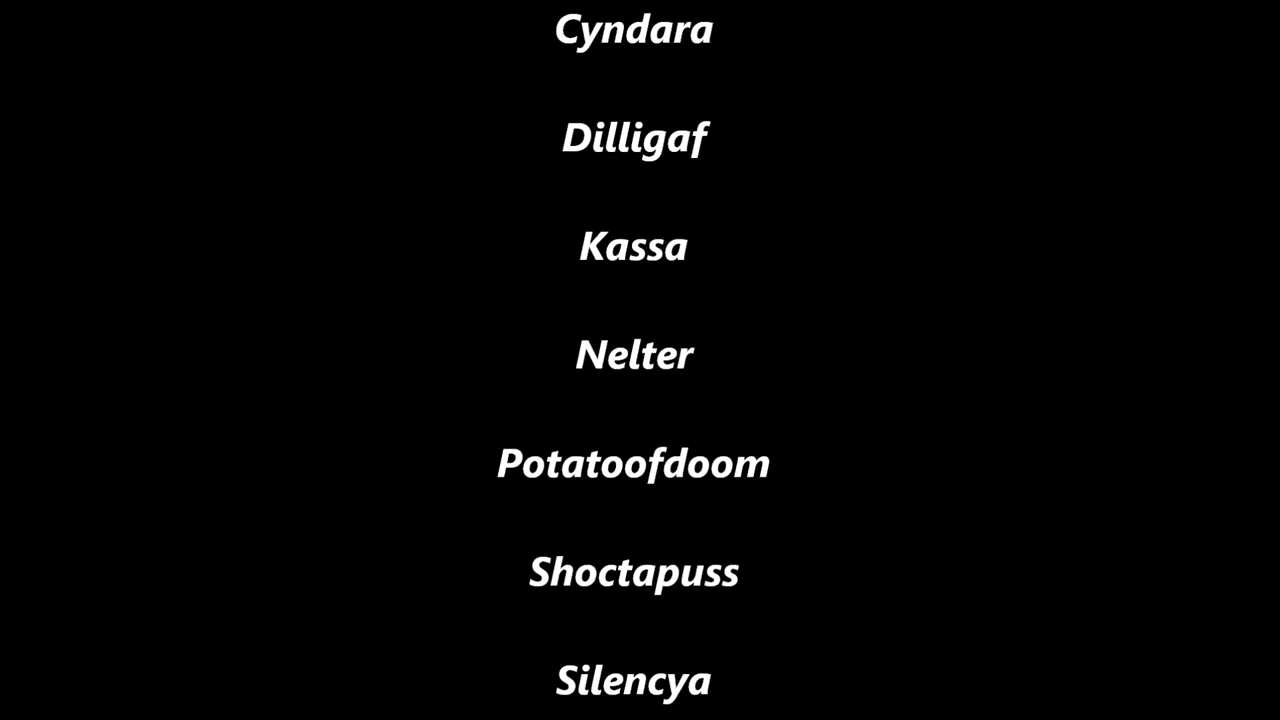 Cyndara
Dilligaf
Kassa
Nelter
Potatoofdoom
Shoctapuss
Silencya